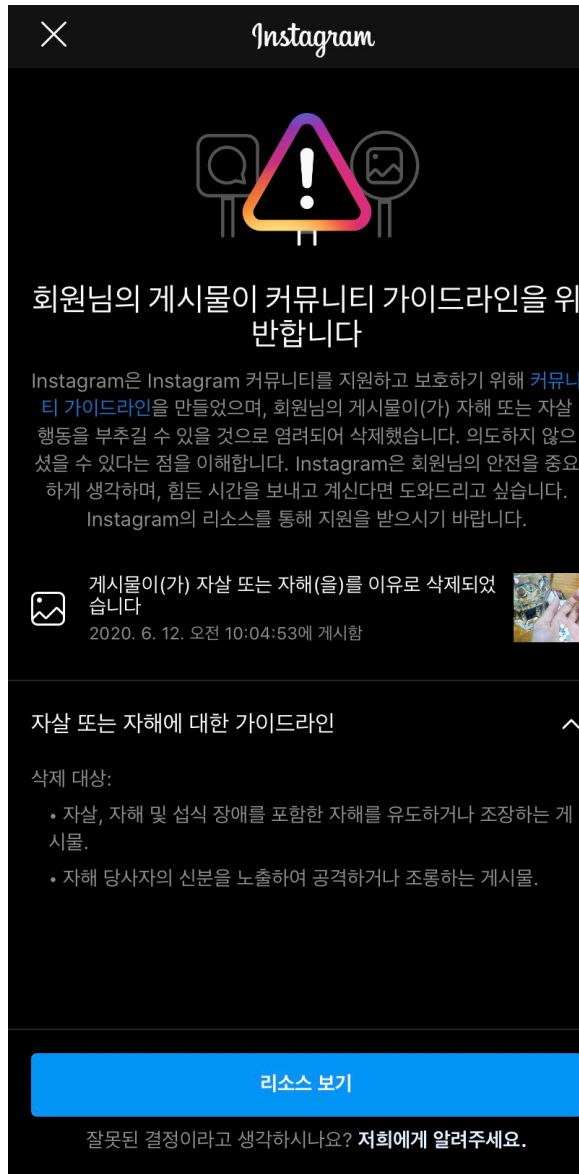 Instagram
회원님의 게시물이 커뮤니티 가이드라인을 위
반합니다
Instagram은 Instagram 커뮤니티를 지원하고 보호하기 위해 커뮤니
티 가이드라인을 만들었으며, 회원님의 게시물이(가) 자해 또는 자살
행동을 부추길 수 있을 것으로 염려되어 삭제했습니다. 의도하지 않으
셨을 수 있다는 점을 이해합니다. Instagram은 회원님의 안전을 중요
하게 생각하며, 힘든 시간을 보내고 계신다면 도와드리고 싶습니다.
Instagram의 리소스를 통해 지원을 받으시기 바랍니다.
게시물이(가) 자살 또는 자해(을)를 이유로 삭제되었
습니다
2020. 6. 12. 오전 10:04:53에 게시함
자살 또는 자해에 대한 가이드라인
삭제 대상:
• 자살, 자해 및 섭식 장애를 포함한 자해를 유도하거나 조장하는 게
시물.
• 자해 당사자의 신분을 노출하여 공격하거나 조롱하는 게시물.
리소스 보기
잘못된 결정이라고 생각하시나요? 저희에게 알려주세요.